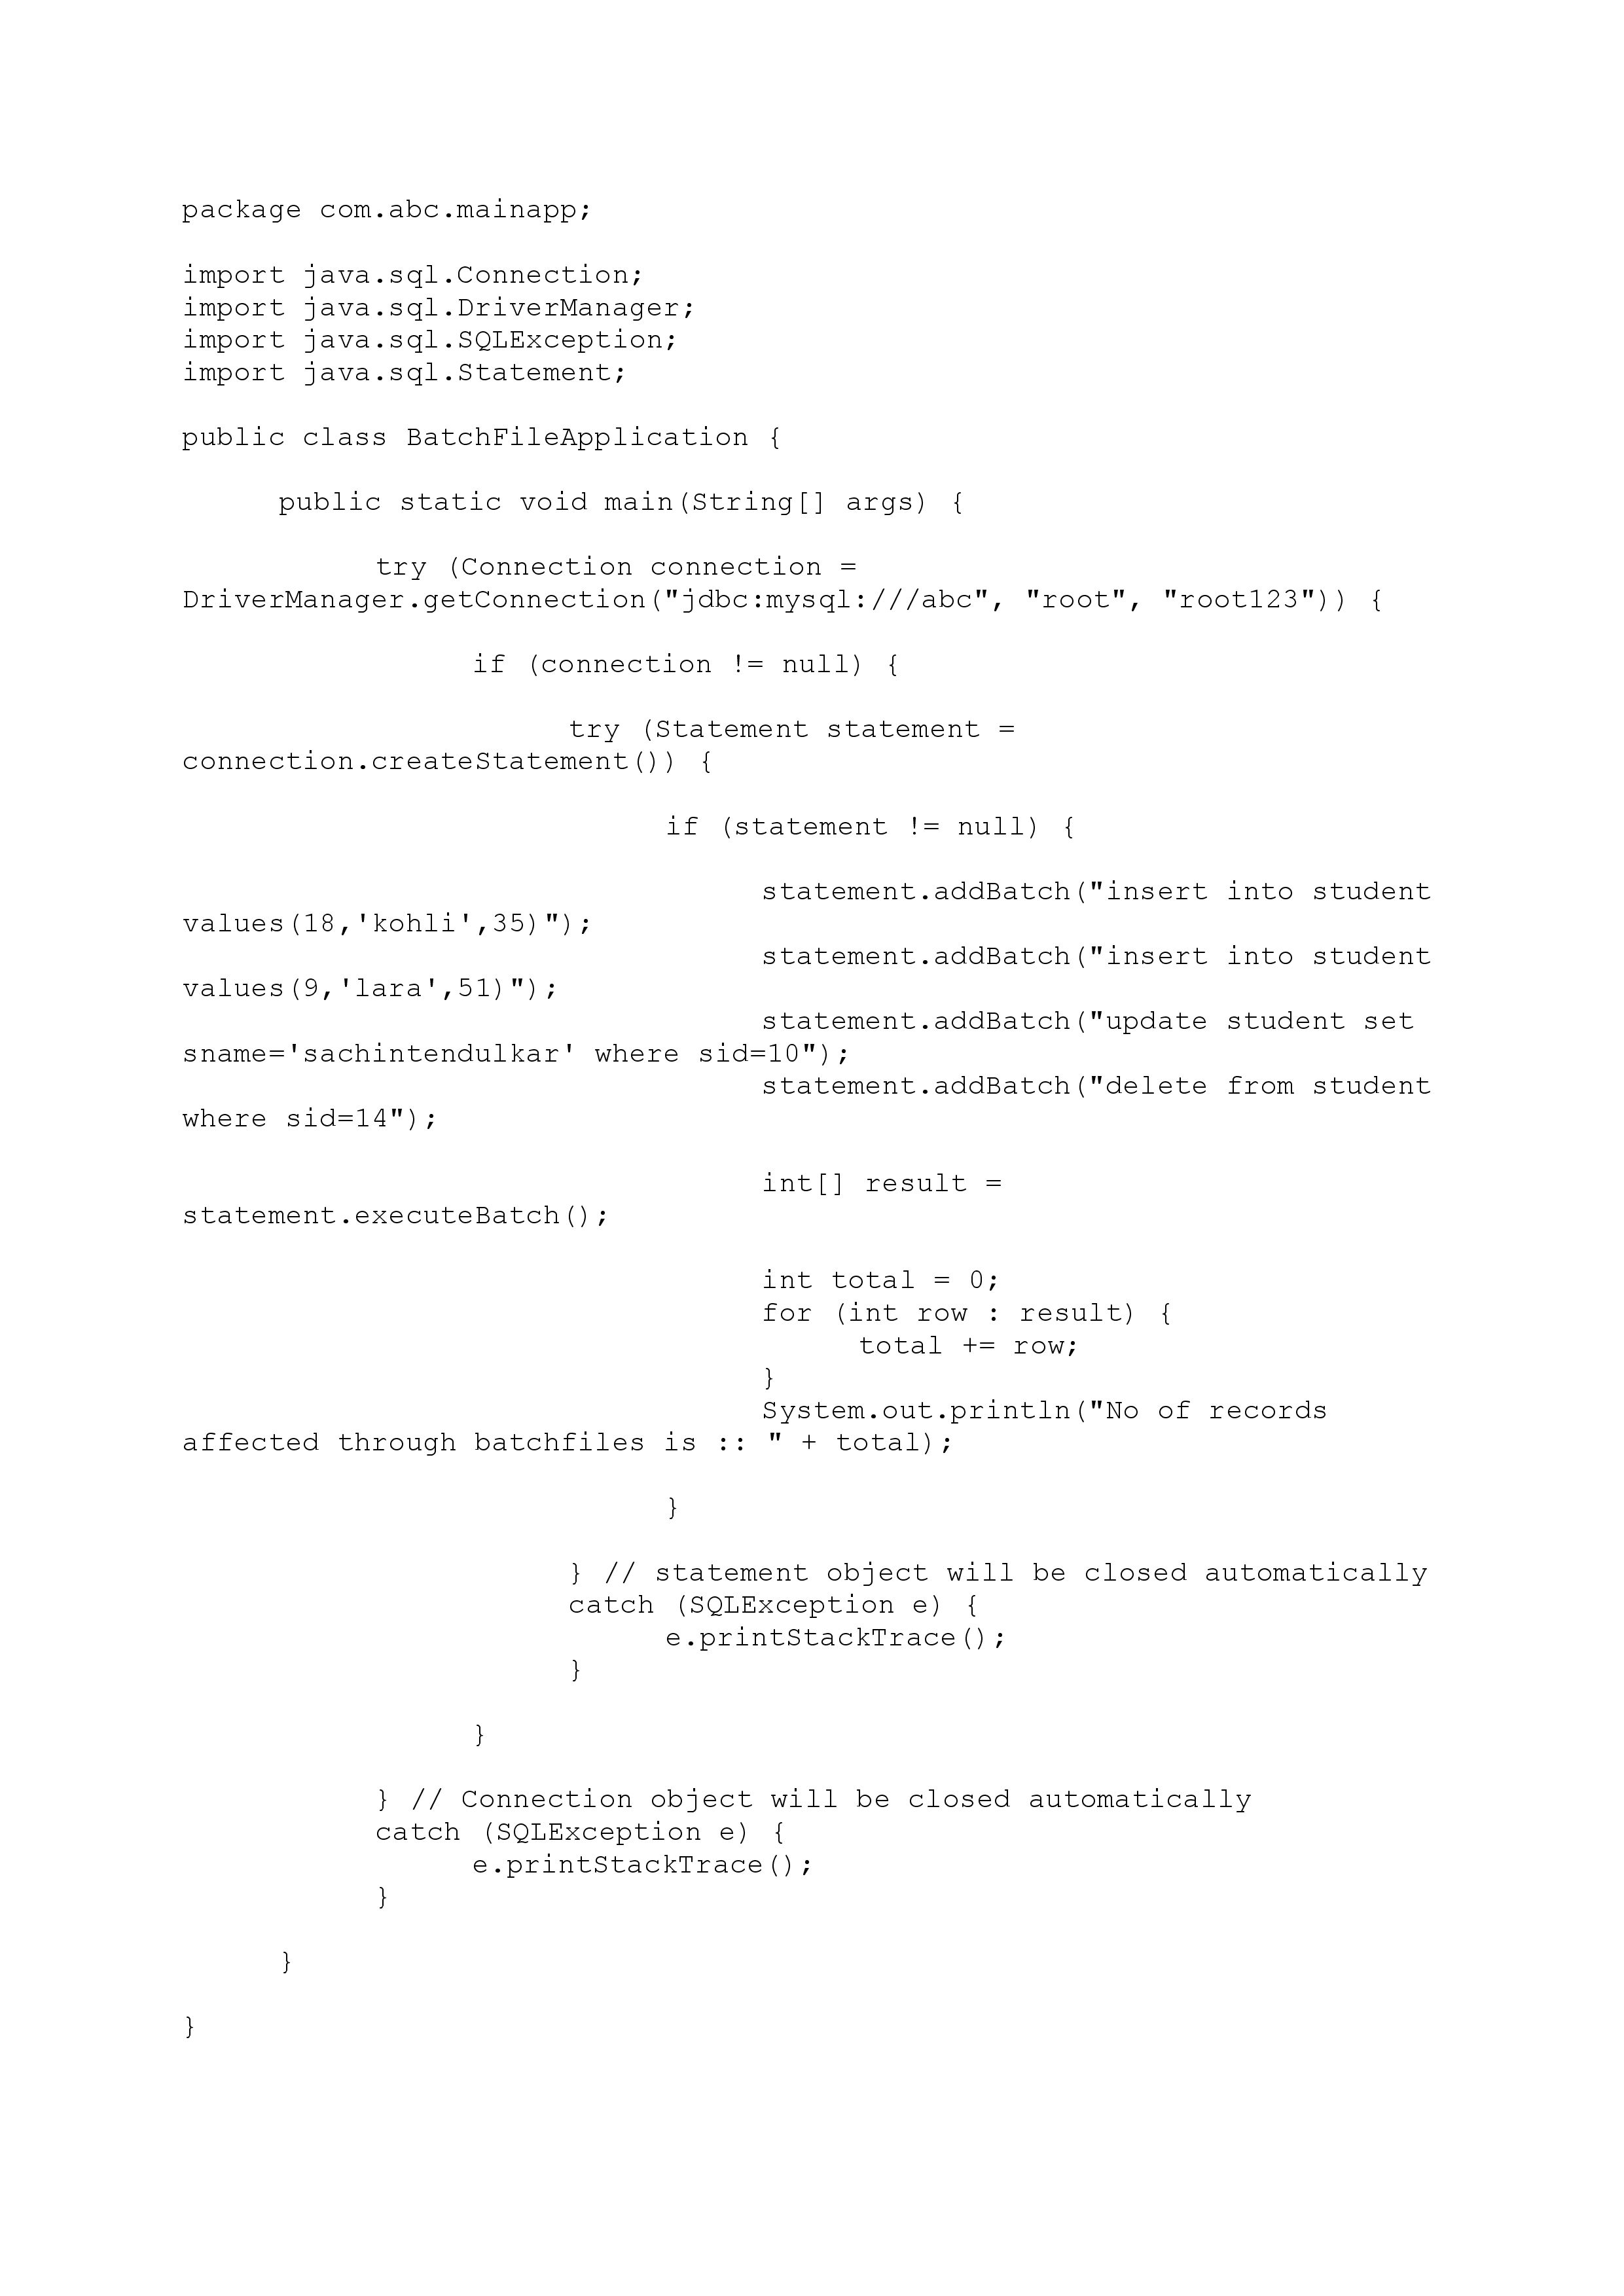 package com.abc.mainapp;
import java.sql.Connection;
import java.sql.DriverManager;
import java.sql.SQLException;
import java.sql.Statement;
public class BatchFileApplication {
public static void main(String[] args) {
try (Connection connection =
DriverManager.getConnection("jdbc:mysql:///abc", "root", "root123")) {
if (connection != null) {
try (Statement statement =
connection.createStatement()) {
if (statement != null) {
statement.addBatch("insert into student
values(18,'kohli',35)");
statement.addBatch("insert into student
values(9,'lara',51)");
statement.addBatch("update student set
sname='sachintendulkar' where sid=10");
statement.addBatch("delete from student
where sid=14");
int[] result =
statement.executeBatch();
int total = 0;
for (int row : result) {
total += row;
}
System.out.println("No of records
affected through batchfiles is :: " + total);
}
} // statement object will be closed automatically
catch (SQLException e) {
e.printStackTrace();
}
}
} // Connection object will be closed automatically
catch (SQLException e) {
e.printStackTrace();
}
}
}